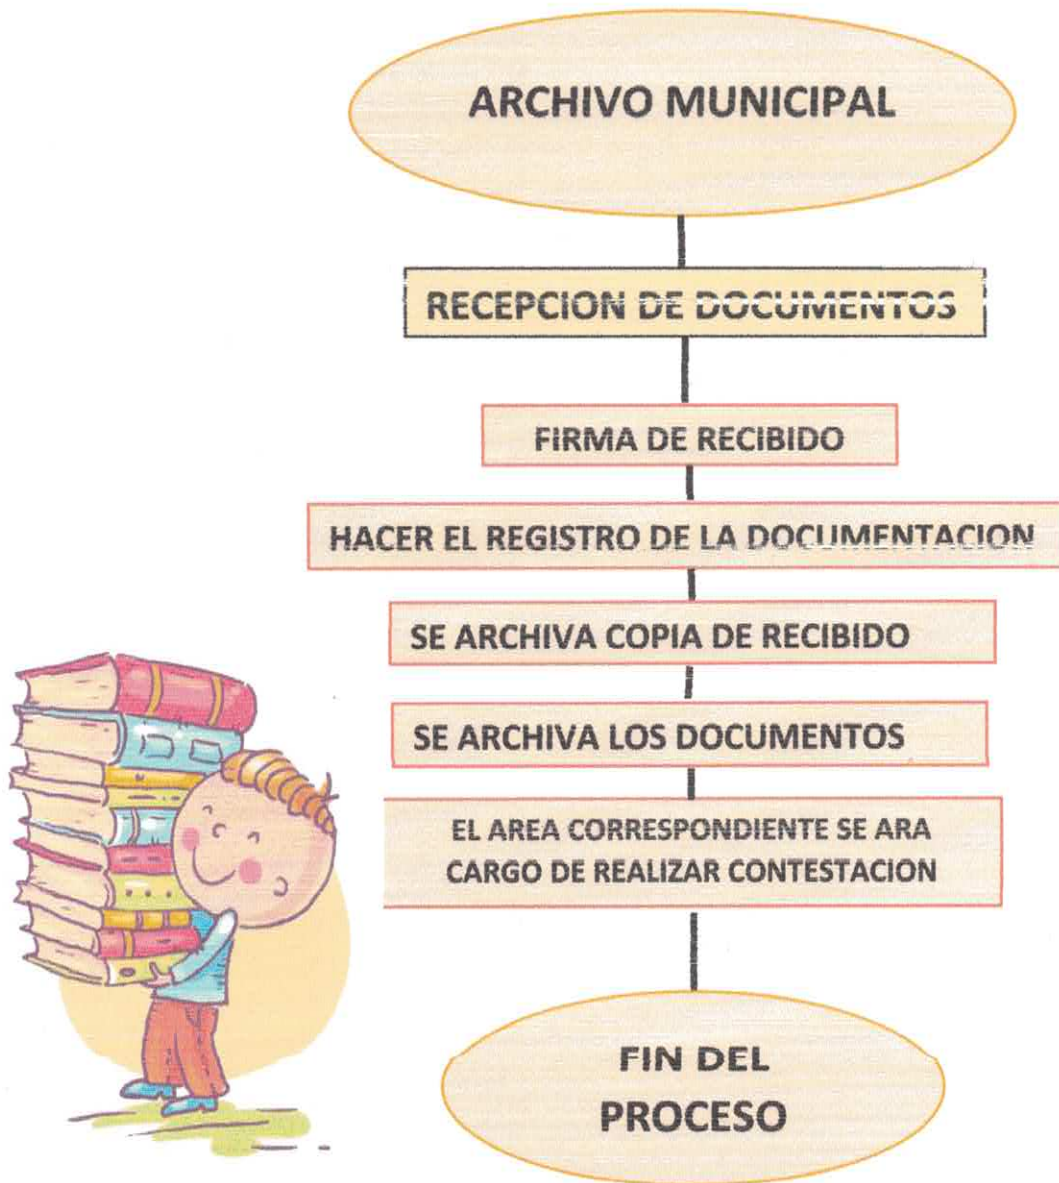 ARCHIVO MUNICIPAL
RECEPCION DE DOCUMENTOS
FIRMA DE RECIBIDO
HACER EL REGISTRO DE LA DOCUMENTACION
SE ARCHIVA COPIA DE RECIBIDO
SE ARCHIVA LOS DOCUMENTOS
EL AREA CORRESPONDIENTE SE ARA
CARGO DE REALIZAR CONTESTACION
FIN DEL
PROCESO